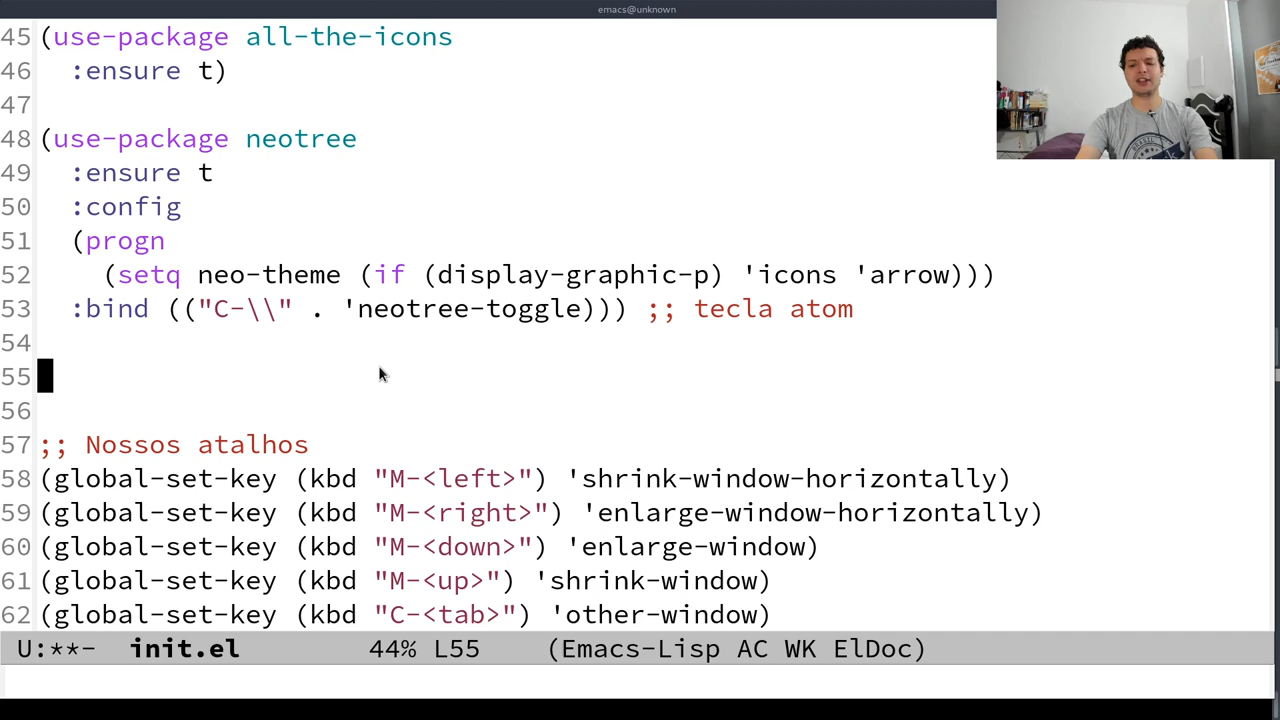 emacs@unknown
45 (use-package all-the-icons
46   :ensure t)
47
48 (use-package neotree
49   :ensure t
50   :config
51   (progn
52     (setq neo-theme (if (display-graphic-p) 'icons 'arrow)))
53   :bind (("C-\\" . 'neotree-toggle))) ;; tecla atom
54
55
56
57 ;; Nossos atalhos
58 (global-set-key (kbd "M-<left>") 'shrink-window-horizontally)
59 (global-set-key (kbd "M-<right>") 'enlarge-window-horizontally)
60 (global-set-key (kbd "M-<down>") 'enlarge-window)
61 (global-set-key (kbd "M-<up>") 'shrink-window)
62 (global-set-key (kbd "C-<tab>") 'other-window)
U:**-  init.el        44% L55    (Emacs-Lisp AC WK ElDoc)